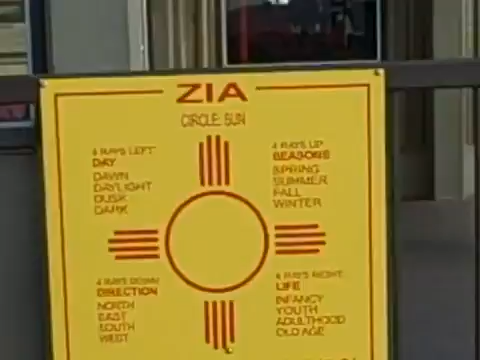 ZIA
CIRCLE SUN
4 RAYS LEFT
DAY
DAWN
DAYLIGHT
DUSK
DARK
4 RAYS UP
SEASONS
SPRING
SUMMER
FALL
WINTER
4 RAYS DOWN
DIRECTION
NORTH
EAST
SOUTH
WEST
4 RAYS RIGHT
LIFE
INFANCY
YOUTH
ADULTHOOD
OLD AGE